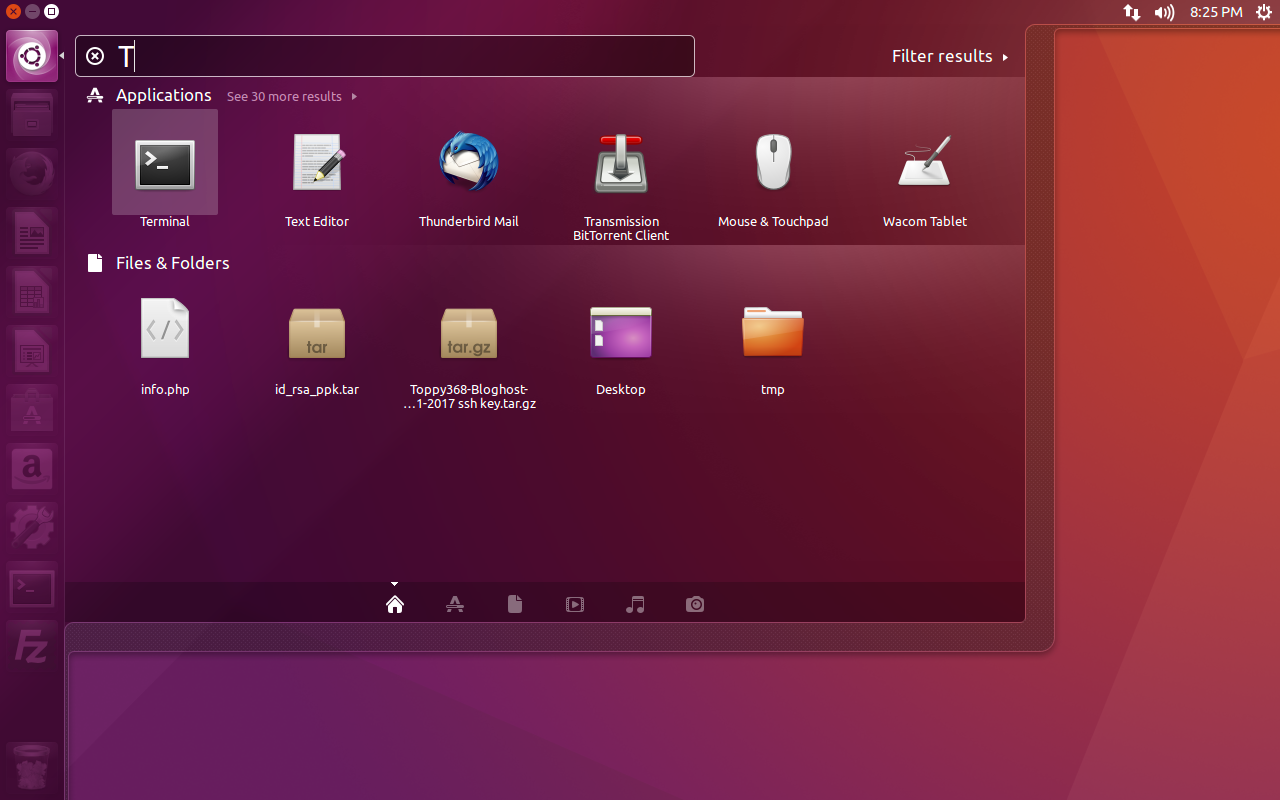 8:25 PM
T
Filter results
Applications See 30 more results
>_
Terminal
Text Editor
Thunderbird Mail
Transmission
BitTorrent Client
Mouse & Touchpad
Wacom Tablet
Files & Folders
</>
tar
tar.gz
info.php
id_rsa_ppk.tar
Toppy368-Bloghost-
…1-2017 ssh key.tar.gz
Desktop
tmp
a
>_
Fz